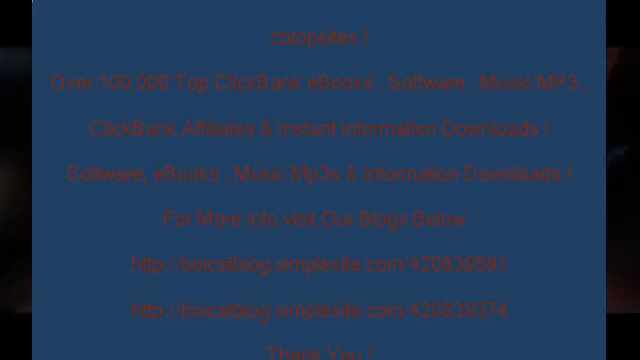 cbtopsites !
Over 100,000 Top ClickBank eBooks , Software , Music MP3 ,
ClickBank Affiliates & Instant Information Downloads !
Software, eBooks , Music Mp3s & Information Downloads !
For More info visit Our Blogs Below
http://boicatblog.simplesite.com/420839591
http://boicatblog.simplesite.com/420839374
Thank You !